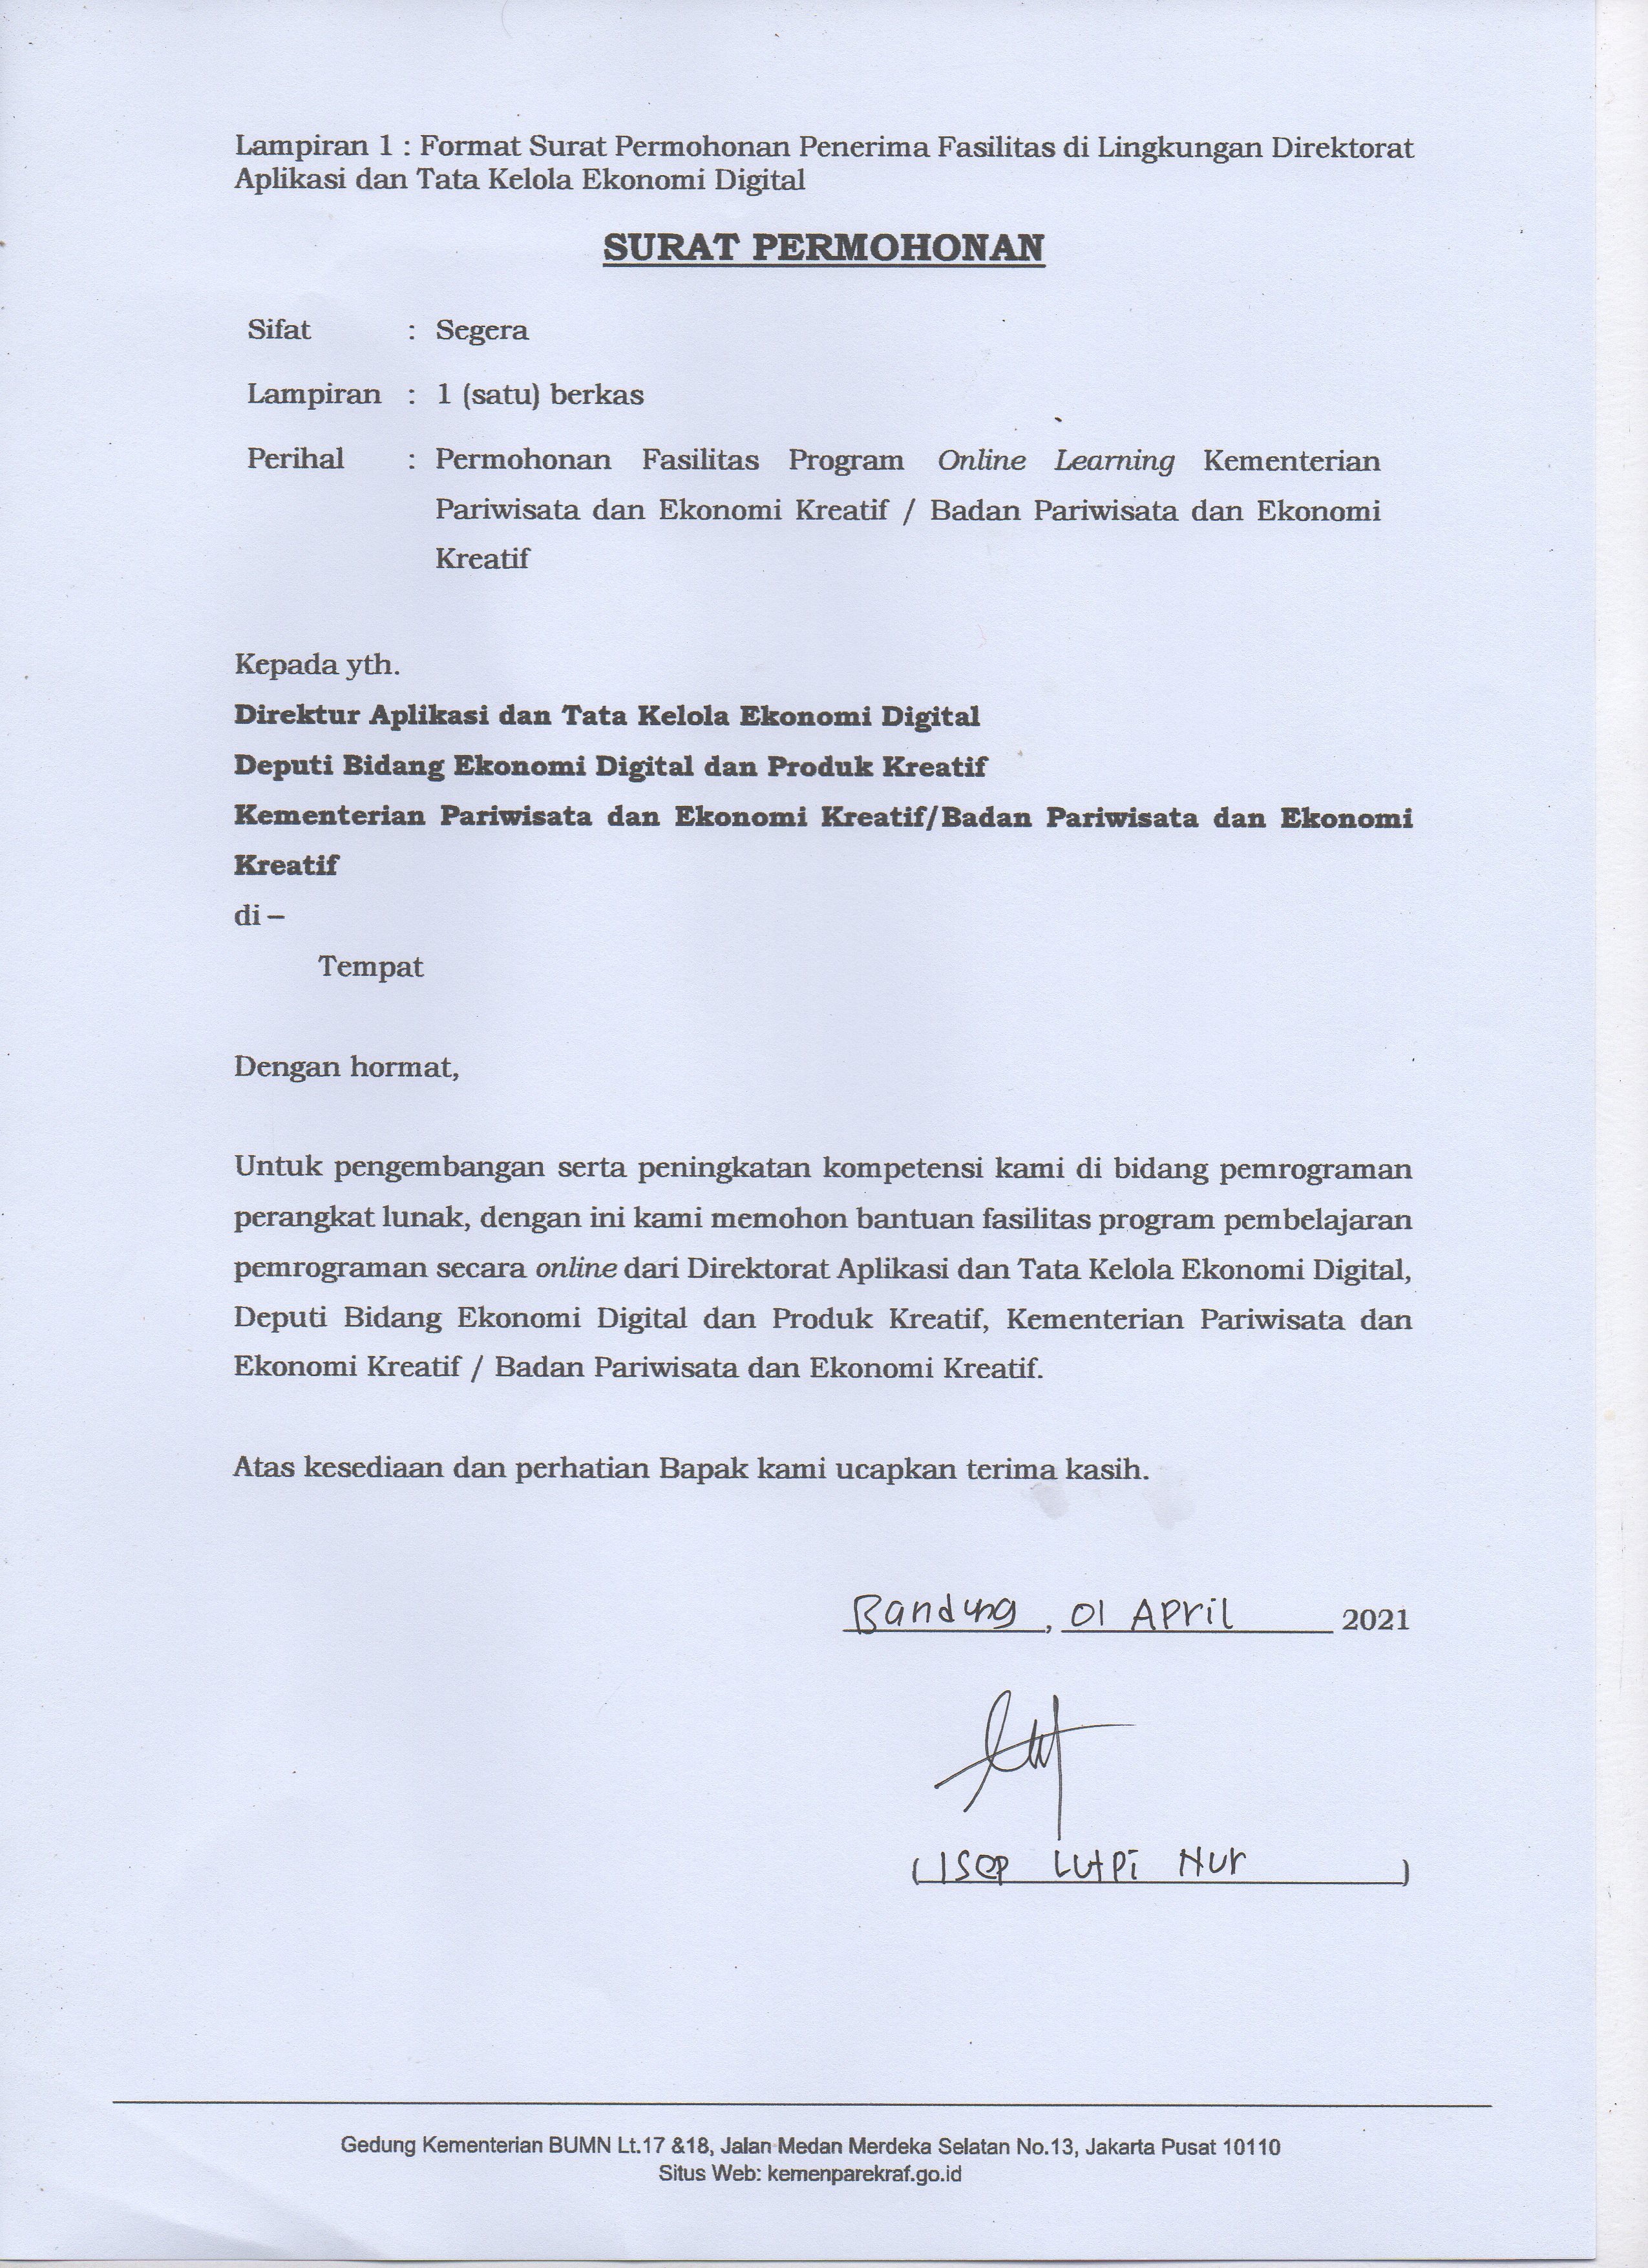 Lampiran 1 : Format Surat Permohonan Penerima Fasilitas di Lingkungan Direktorat
Aplikasi dan Tata Kelola Ekonomi Digital
SURAT PERMOHONAN
Sifat : Segera
Lampiran : 1 (satu) berkas
Perihal : Permohonan Fasilitas Program Online Learning Kementerian
Pariwisata dan Ekonomi Kreatif / Badan Pariwisata dan Ekonomi
Kreatif
Kepada yth.
Direktur Aplikasi dan Tata Kelola Ekonomi Digital
Deputi Bidang Ekonomi Digital dan Produk Kreatif
Kementerian Pariwisata dan Ekonomi Kreatif/Badan Pariwisata dan Ekonomi
Kreatif
di –
Tempat
Dengan hormat,
Untuk pengembangan serta peningkatan kompetensi kami di bidang pemrograman
perangkat lunak, dengan ini kami memohon bantuan fasilitas program pembelajaran
pemrograman secara online dari Direktorat Aplikasi dan Tata Kelola Ekonomi Digital,
Deputi Bidang Ekonomi Digital dan Produk Kreatif, Kementerian Pariwisata dan
Ekonomi Kreatif / Badan Pariwisata dan Ekonomi Kreatif.
Atas kesediaan dan perhatian Bapak kami ucapkan terima kasih.
Bandung, 01 April 2021
(Isep Lutpi Nur)
Gedung Kementerian BUMN Lt.17 &18, Jalan Medan Merdeka Selatan No.13, Jakarta Pusat 10110
Situs Web: kemenparekraf.go.id